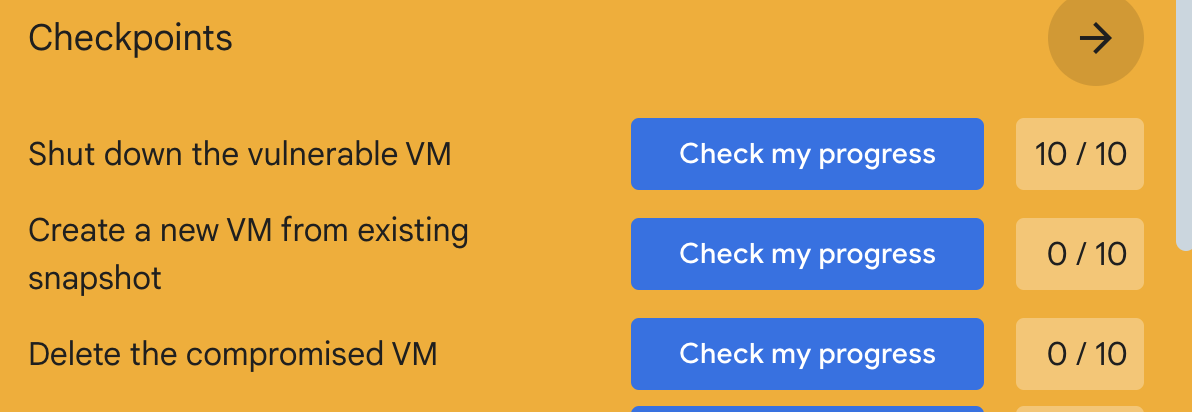 Checkpoints
Shut down the vulnerable VM
Check my progress
10 / 10
Create a new VM from existing
snapshot
Check my progress
0 / 10
Delete the compromised VM
Check my progress
0 / 10